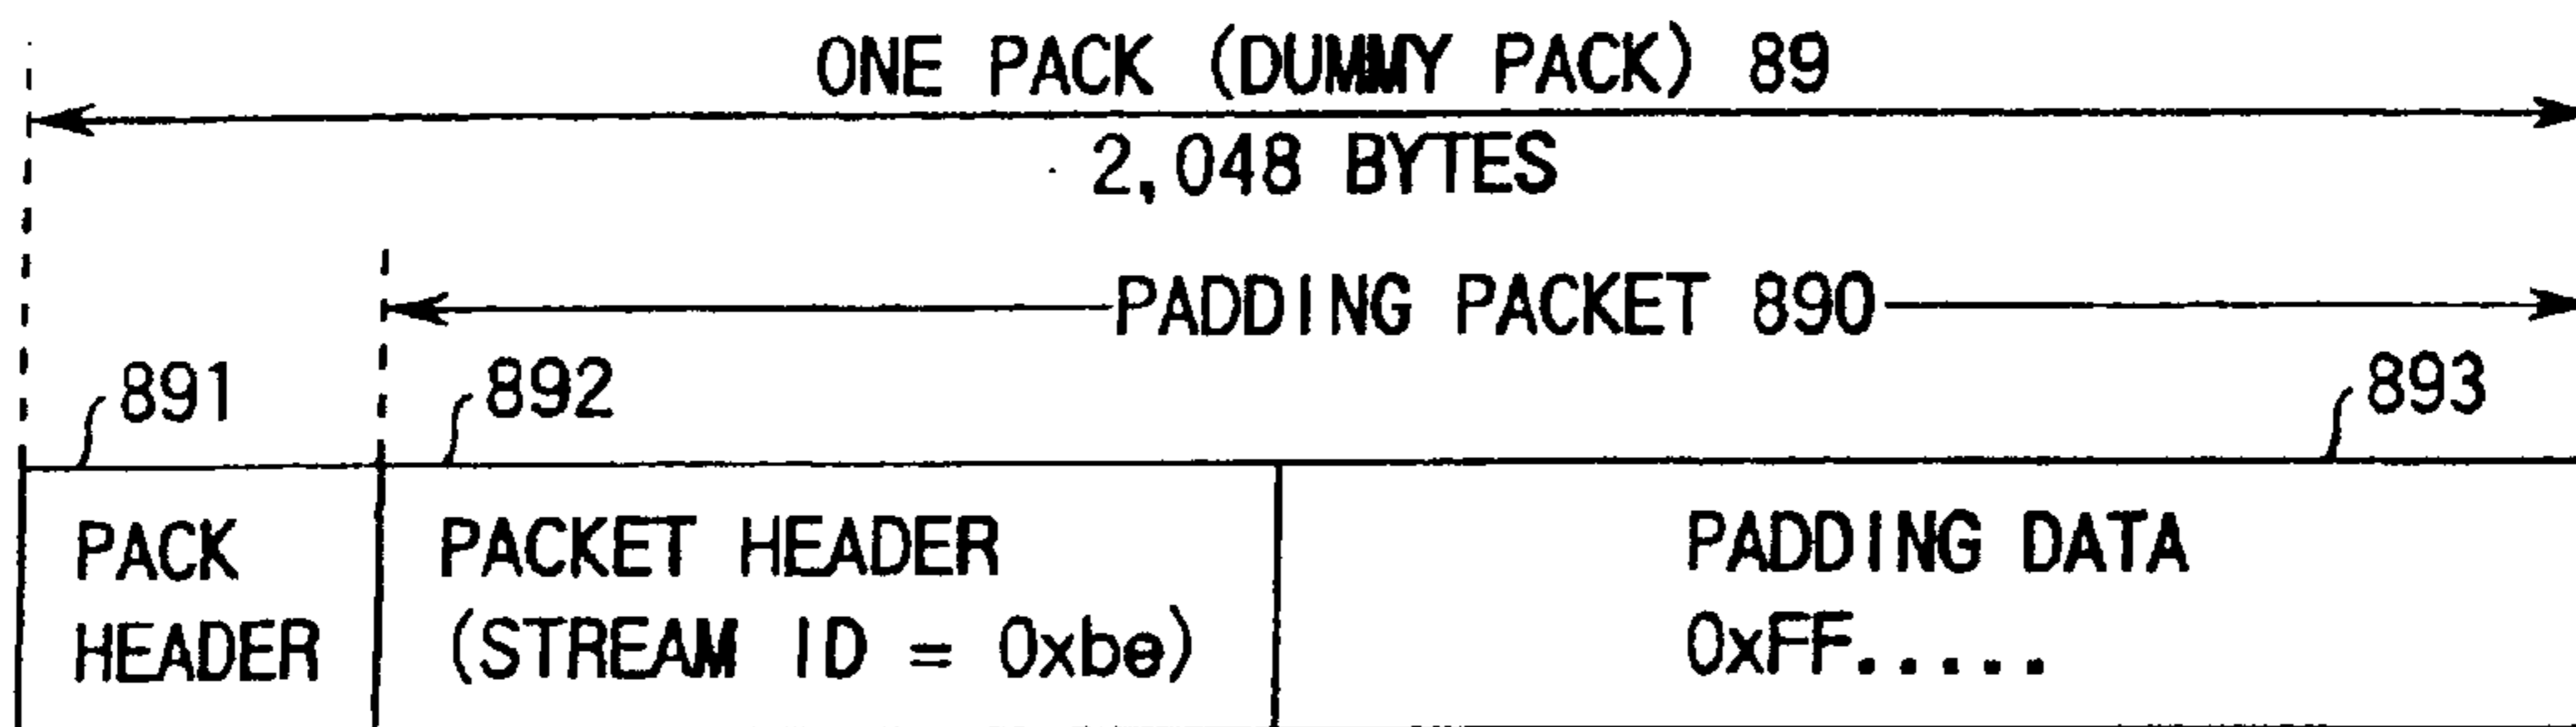 ONE PACK (DUMMY PACK) 89
2,048 BYTES
PADDING PACKET 890
891
892
893
PACK
HEADER
PACKET HEADER
(STREAM ID = 0xbe)
PADDING DATA
0xFF.....